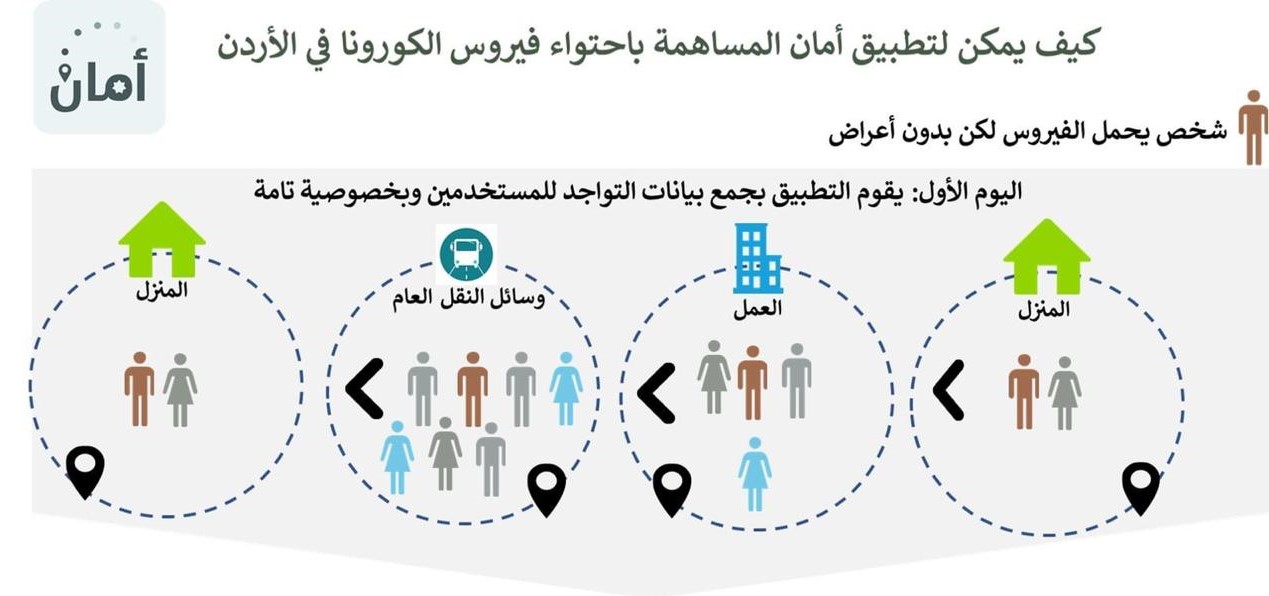 كيف يمكن لتطبيق أمان المساهمة باحتواء فيروس الكورونا في الأردن
أمان
شخص يحمل الفيروس لكن بدون أعراض
اليوم الأول: يقوم التطبيق بجمع بيانات التواجد للمستخدمين وبخصوصية تامة
المنزل
العمل
وسائل النقل العام
المنزل